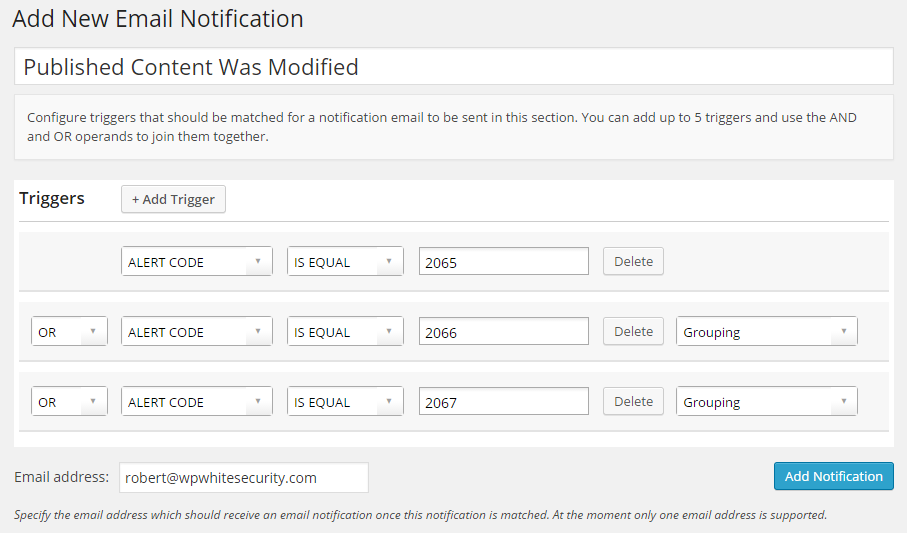 Add New Email Notification
Published Content Was Modified
Configure triggers that should be matched for a notification email to be sent in this section. You can add up to 5 triggers and use the AND
and OR operands to join them together.
Triggers + Add Trigger
ALERT CODE IS EQUAL 2065 Delete
OR ALERT CODE IS EQUAL 2066 Delete Grouping
OR ALERT CODE IS EQUAL 2067 Delete Grouping
Email address: robert@wpwhitesecurity.com Add Notification
Specify the email address which should receive an email notification once this notification is matched. At the moment only one email address is supported.